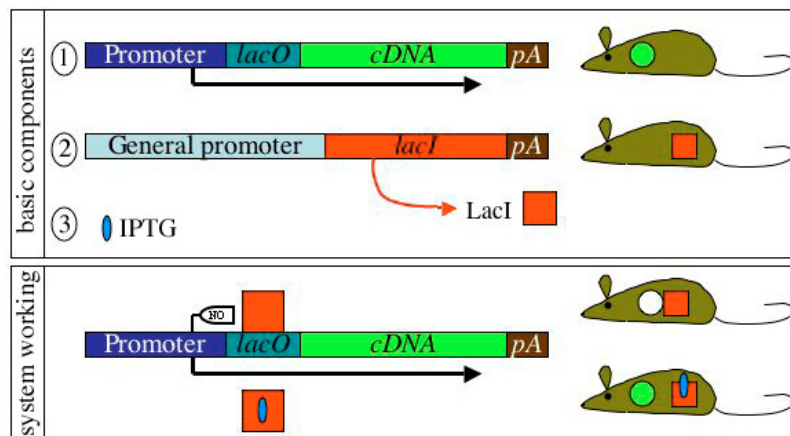 basic components
1 Promoter lacO cDNA pA
2 General promoter lacI pA
LacI
3 IPTG
system working
NO
Promoter lacO cDNA pA